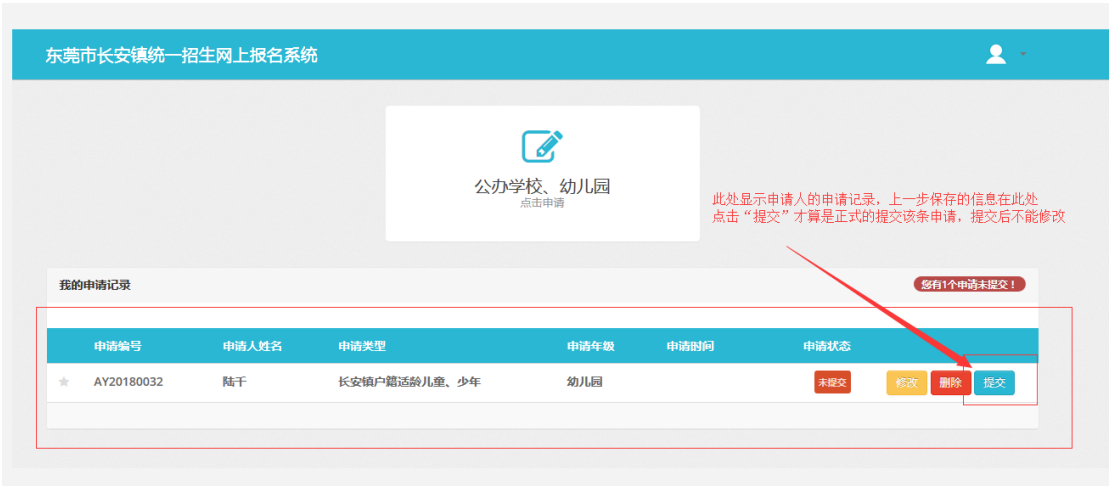 东莞市长安镇统一招生网上报名系统
公办学校、幼儿园
点击申请
此处显示申请人的申请记录，上一步保存的信息在此处
点击“提交”才算是正式的提交该条申请，提交后不能修改
我的申请记录
您有1个申请未提交！
申请编号 申请人姓名 申请类型 申请年级 申请时间 申请状态
AY20180032 陆千 长安镇户籍适龄儿童、少年 幼儿园 未提交 修改 删除 提交